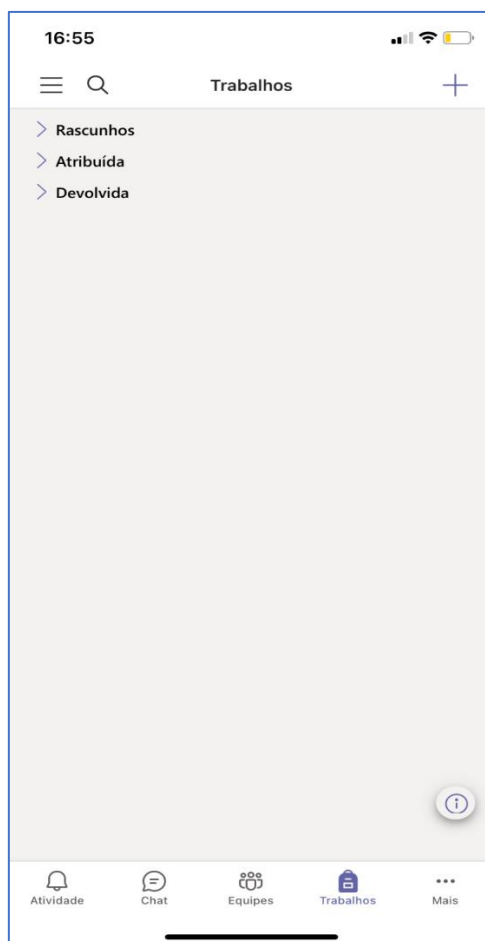 16:55
Trabalhos
Rascunhos
Atribuída
Devolvida
Atividade Chat Equipes Trabalhos Mais